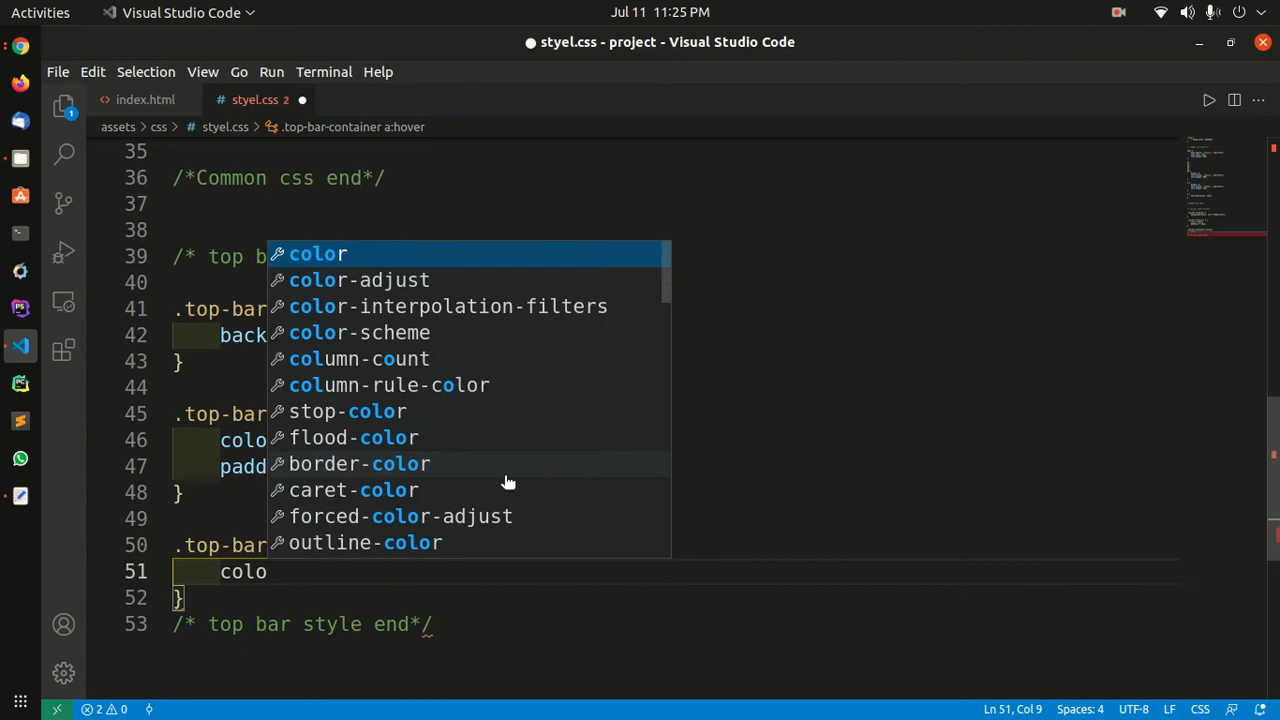 Activities
Visual Studio Code
Jul 11 11:25 PM
styel.css - project - Visual Studio Code
File Edit Selection View Go Run Terminal Help
index.html
styel.css 2
assets > css > # styel.css > .top-bar-container a:hover
35
36 /*Common css end*/
37
38
39 /* top b
40
41 .top-bar
42 back
43 }
44
45 .top-bar
46 colo
47 padd
48 }
49
50 .top-bar
51 colo
52 }
53 /* top bar style end*/
color
color-adjust
color-interpolation-filters
color-scheme
column-count
column-rule-color
stop-color
flood-color
border-color
caret-color
forced-color-adjust
outline-color
1
2 0
Ln 51, Col 9
Spaces: 4
UTF-8
LF
CSS